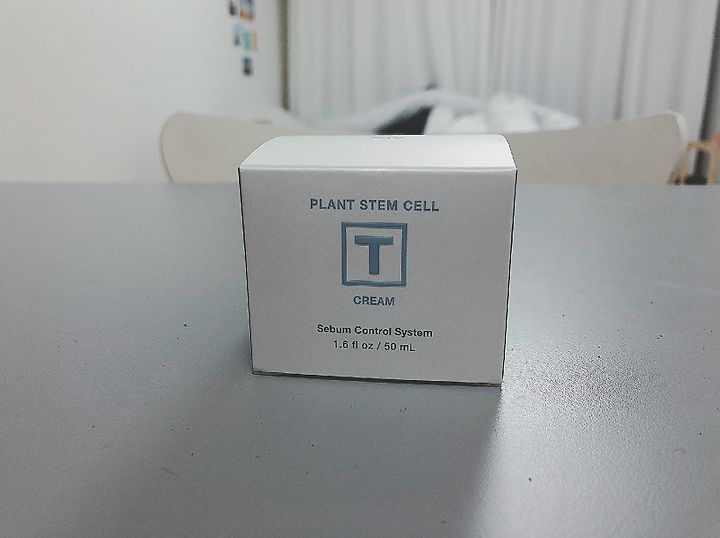 PLANT STEM CELL
T
CREAM
Sebum Control System
1.6 fl oz / 50 mL